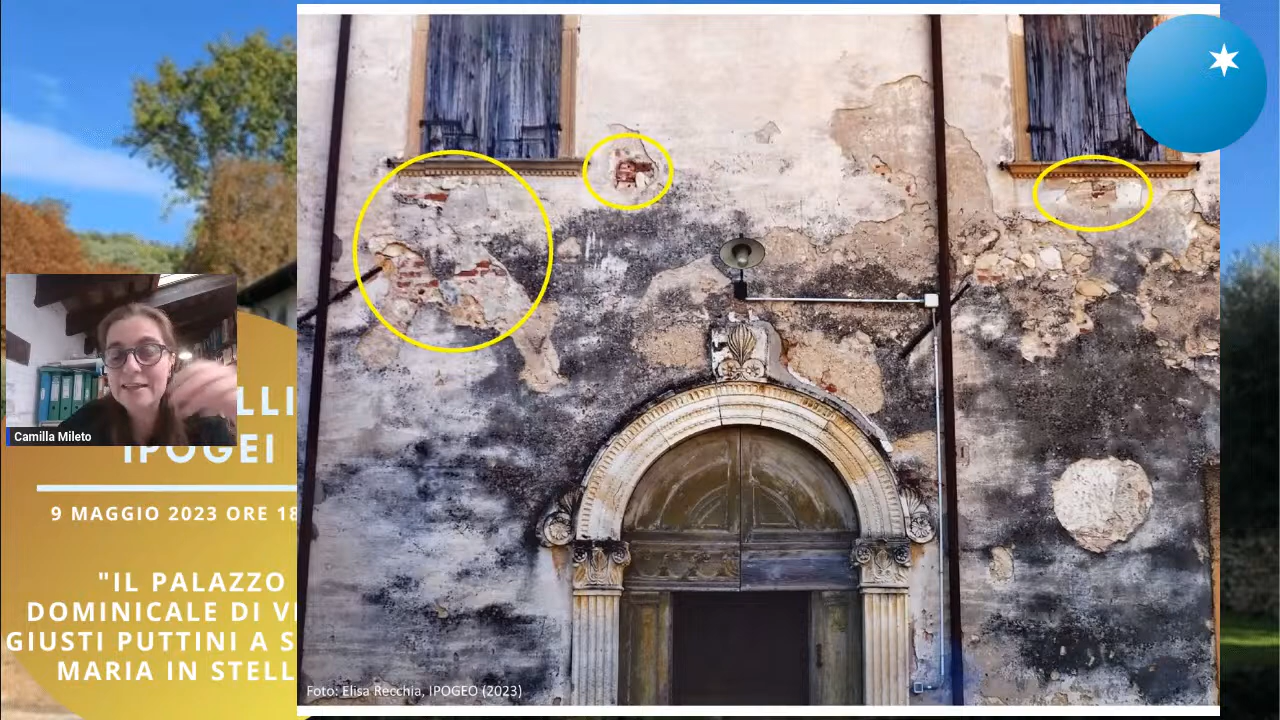 Camilla Mileto
LLI
IPOGEI
9 MAGGIO 2023 ORE 18
"IL PALAZZO
DOMINICALE DI
GIUSTI PUTTINI A
MARIA IN STELL
Foto: Elisa Recchia, IPOGEO (2023)